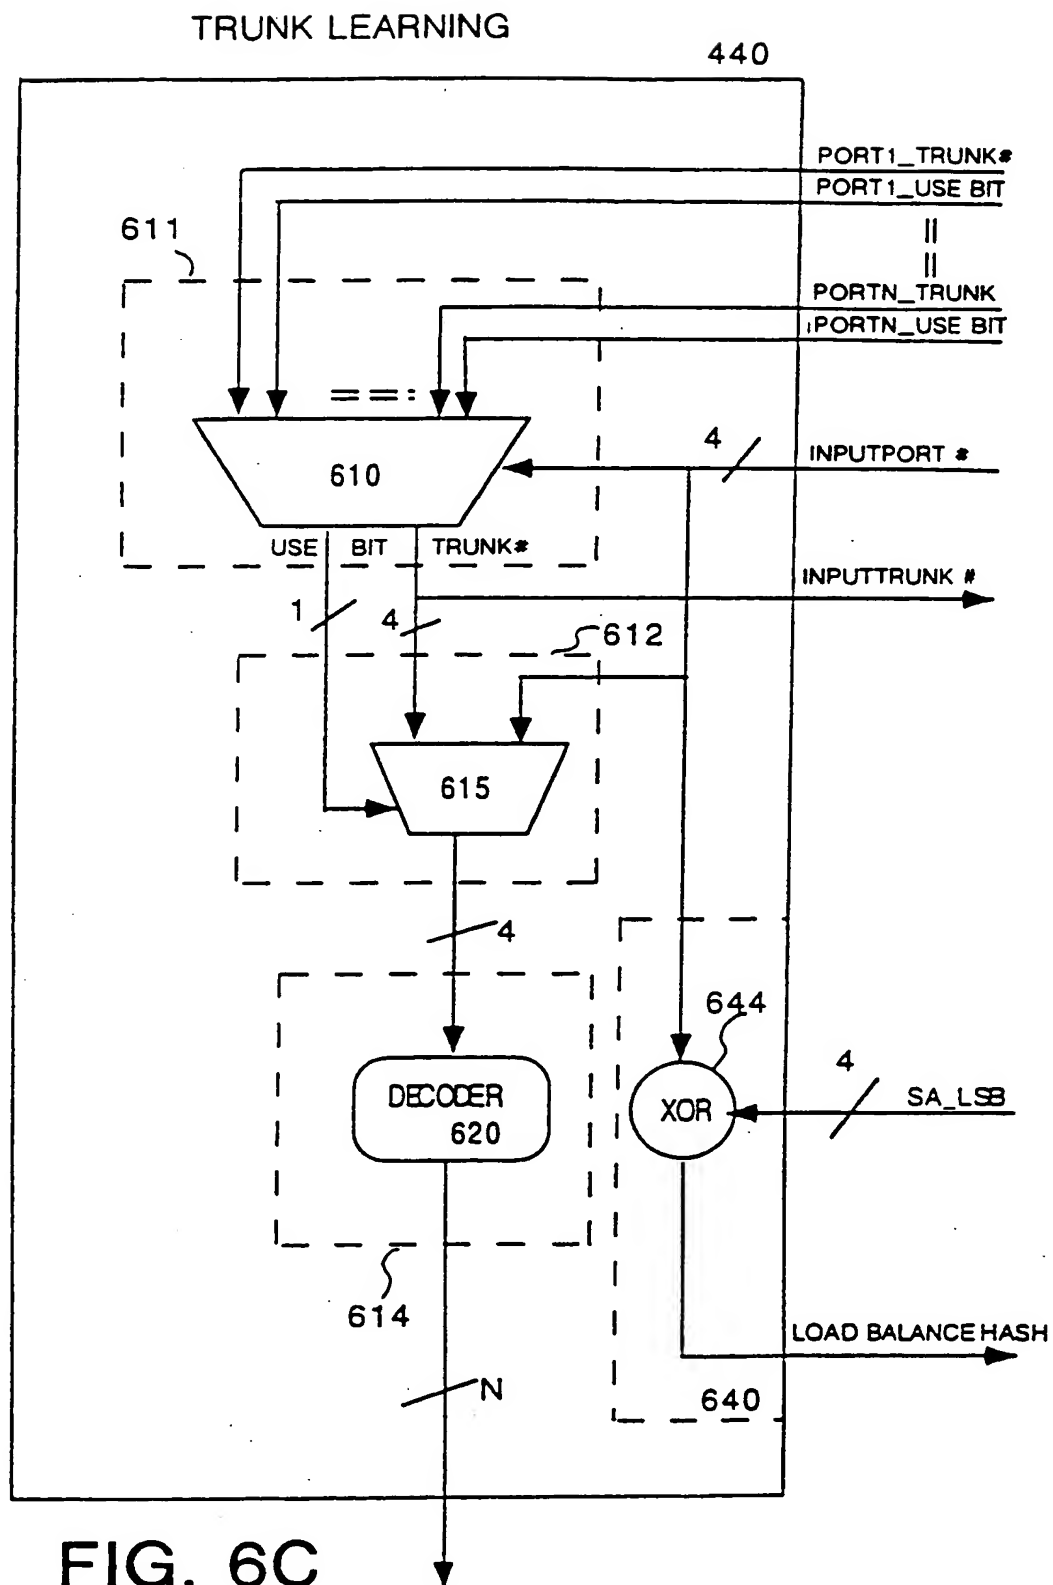 TRUNK LEARNING
440
PORT1_TRUNK#
PORT1_USE BIT
611
PORTN_TRUNK
PORTN_USE BIT
4
INPUTPORT #
610
USE BIT TRUNK#
INPUTTRUNK #
1
4
612
615
4
644
4
SA_LSB
DECODER
620
XOR
614
LOAD BALANCE HASH
N
640
FIG. 6C